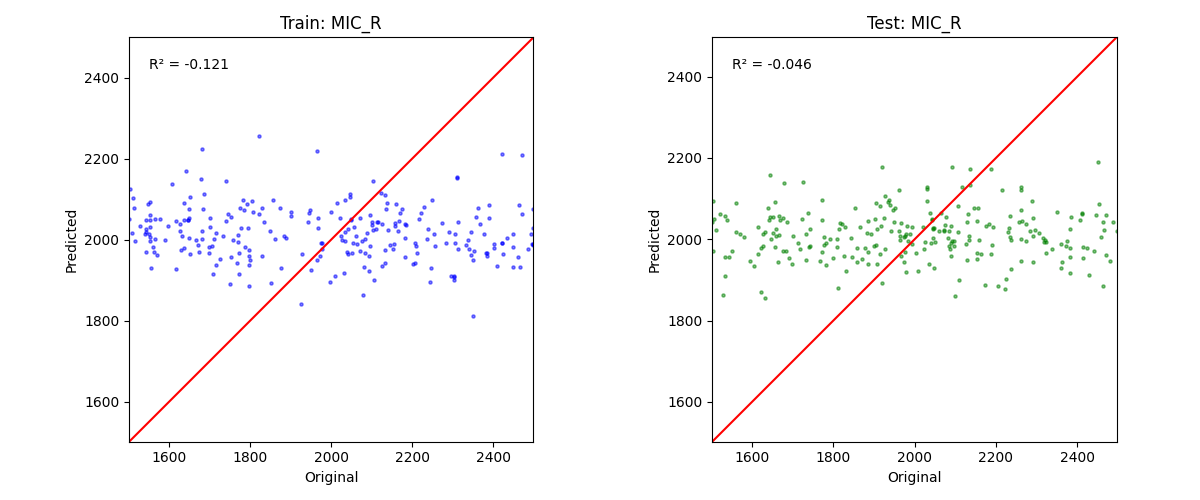 Train: MIC_R
R² = -0.121
2400
2200
2000
1800
1600
Predicted
1600 1800 2000 2200 2400
Original
Test: MIC_R
R² = -0.046
2400
2200
2000
1800
1600
Predicted
1600 1800 2000 2200 2400
Original